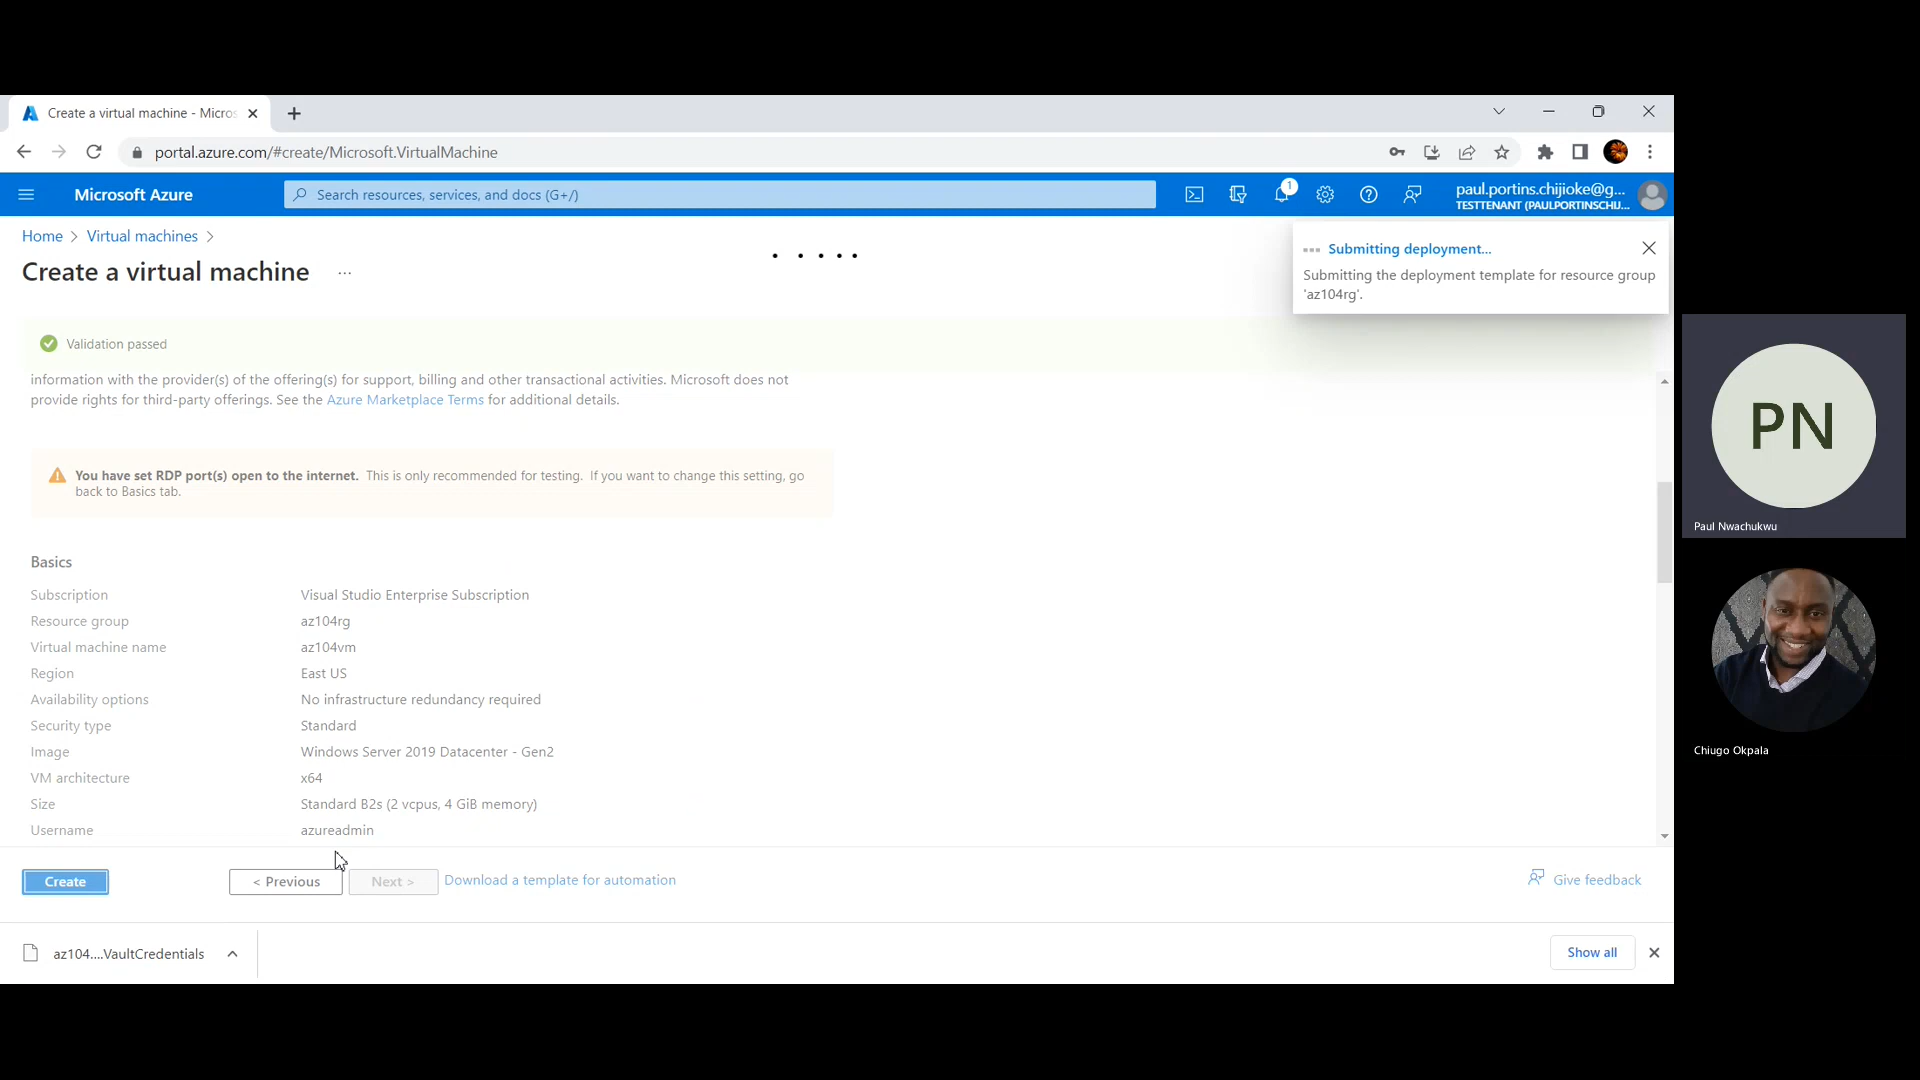 Create a virtual machine - Micros
portal.azure.com/#create/Microsoft.VirtualMachine
Microsoft Azure
Search resources, services, and docs (G+/)
1
paul.portins.chijioke@g...
TESTTENANT (PAULPORTINSCHIJ...
Home > Virtual machines >
Create a virtual machine ...
Submitting deployment...
Submitting the deployment template for resource group
'az104rg'.
Validation passed
information with the provider(s) of the offering(s) for support, billing and other transactional activities. Microsoft does not
provide rights for third-party offerings. See the Azure Marketplace Terms for additional details.
You have set RDP port(s) open to the internet. This is only recommended for testing. If you want to change this setting, go
back to Basics tab.
Basics
Subscription Visual Studio Enterprise Subscription
Resource group az104rg
Virtual machine name az104vm
Region East US
Availability options No infrastructure redundancy required
Security type Standard
Image Windows Server 2019 Datacenter - Gen2
VM architecture x64
Size Standard B2s (2 vcpus, 4 GiB memory)
Username azureadmin
Create < Previous Next > Download a template for automation Give feedback
az104....VaultCredentials Show all
PN
Paul Nwachukwu
Chiugo Okpala